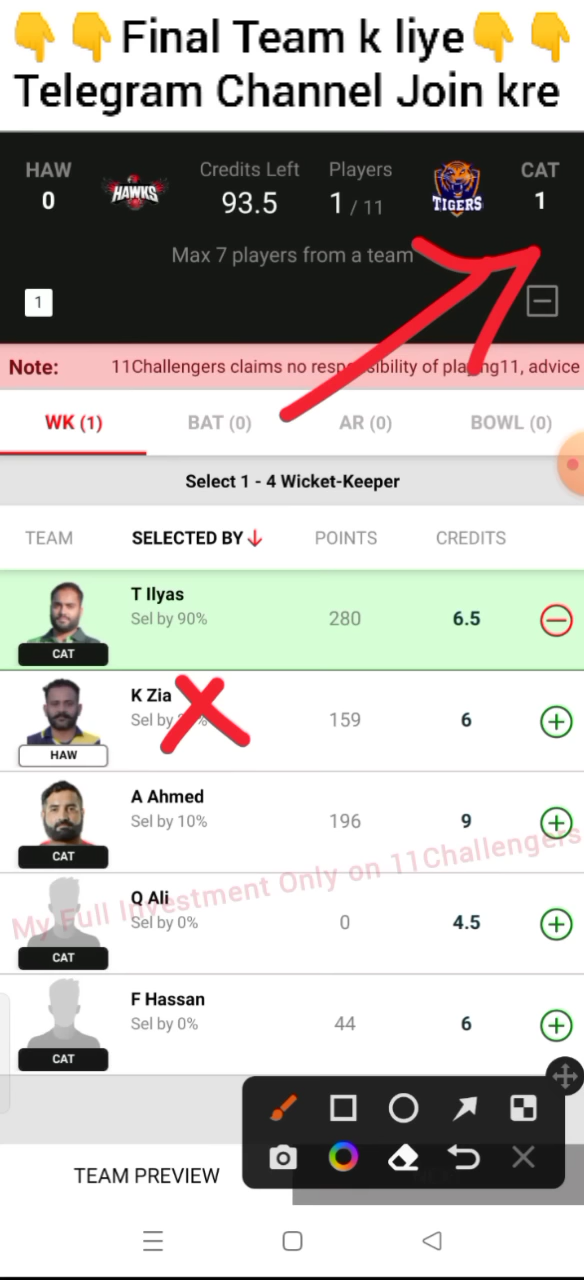 👇👇Final Team k liye👇👇
Telegram Channel Join kre
HAW
0
HAWKS
Credits Left
93.5
Players
1 / 11
TIGERS
CAT
1
Max 7 players from a team
1
Note:
11Challengers claims no responsibility of playing11, advice
WK (1)
BAT (0)
AR (0)
BOWL (0)
Select 1 - 4 Wicket-Keeper
TEAM
SELECTED BY
POINTS
CREDITS
T Ilyas
Sel by 90%
280
6.5
CAT
K Zia
Sel by
159
6
HAW
A Ahmed
Sel by 10%
196
9
CAT
My Full Investment Only on 11Challengers
Q Ali
Sel by 0%
0
4.5
CAT
F Hassan
Sel by 0%
44
6
CAT
TEAM PREVIEW